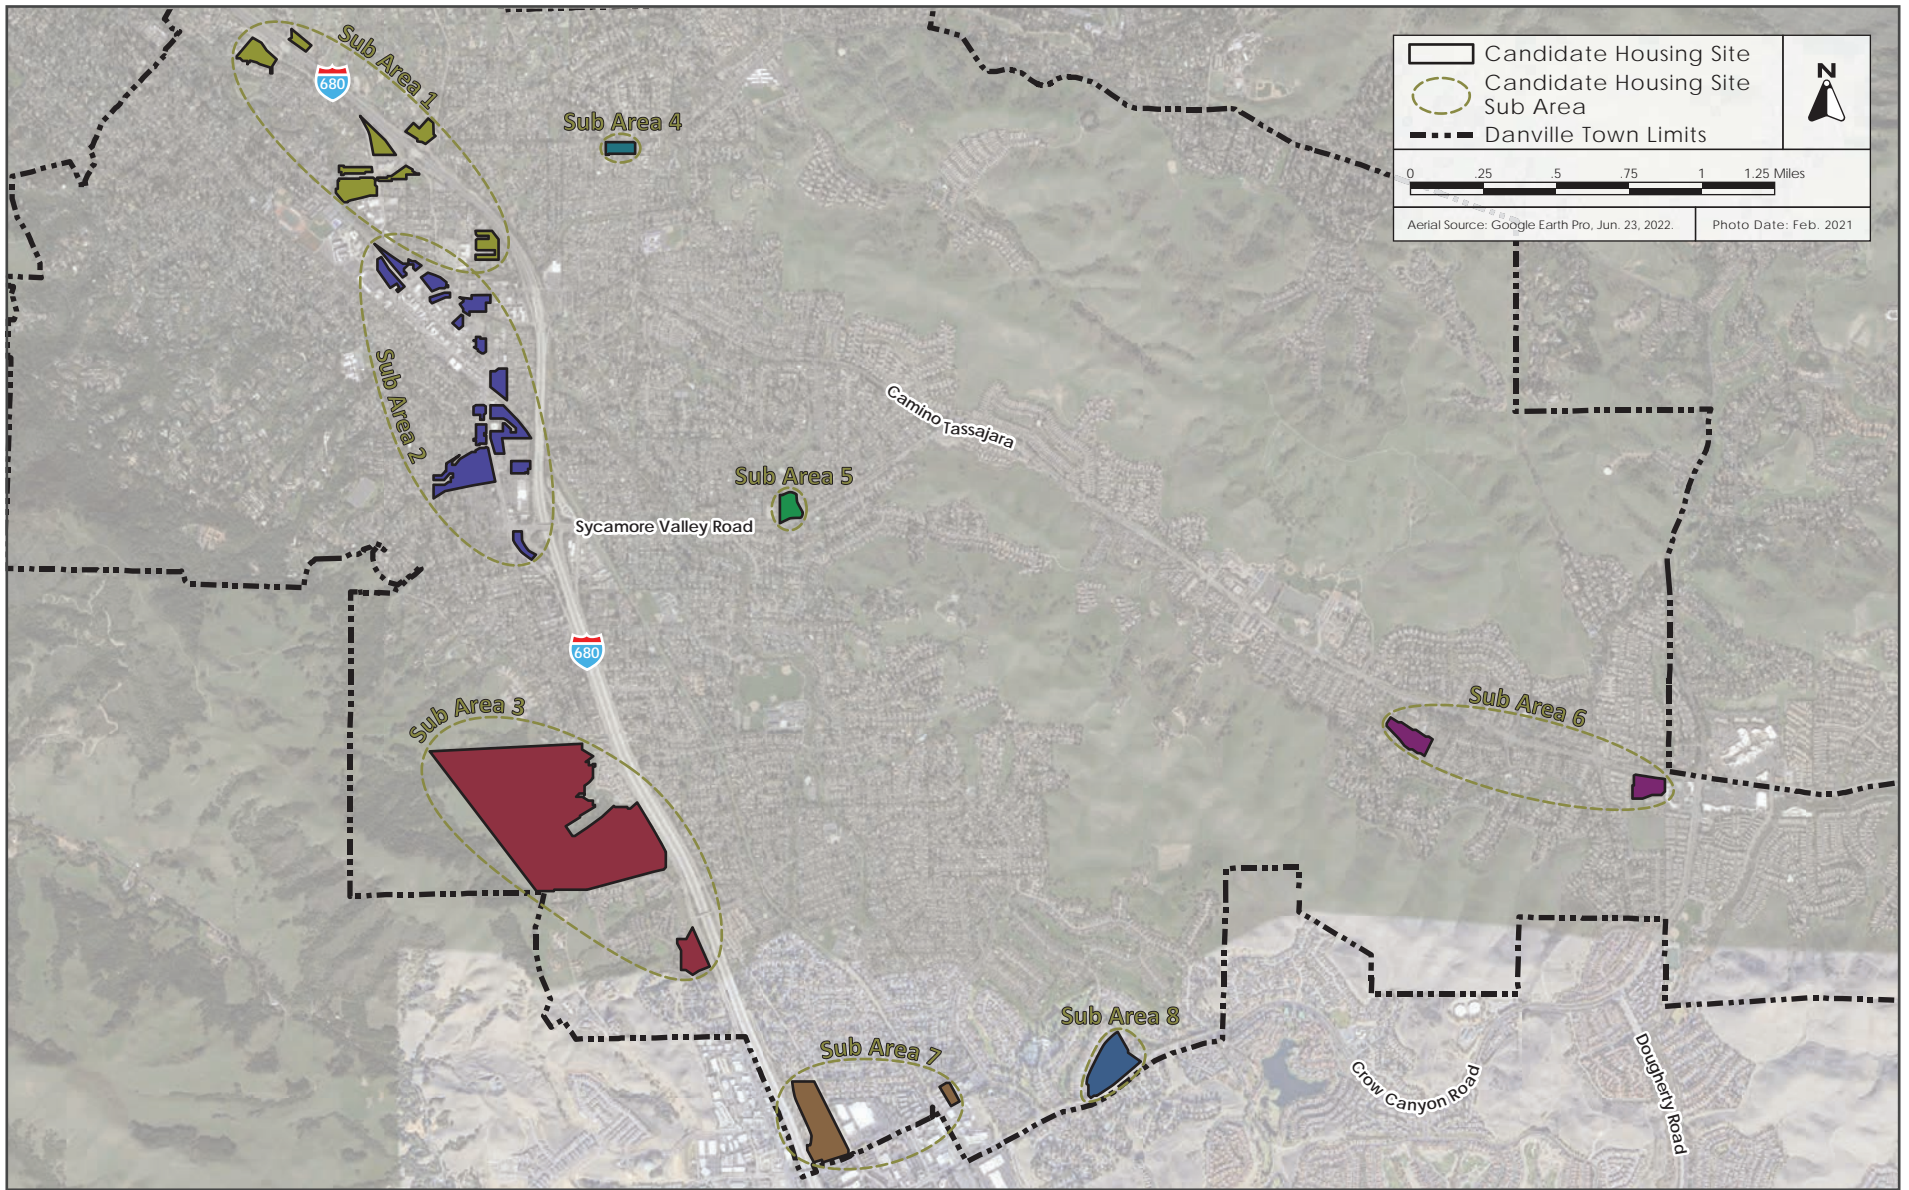 Sub Area 1
680
Sub Area 4
Candidate Housing Site
Candidate Housing Site
Sub Area
Danville Town Limits
N
0 .25 .5 .75 1 1.25 Miles
Aerial Source: Google Earth Pro, Jun. 23, 2022.
Photo Date: Feb. 2021
Sub Area 2
Camino Tassajara
Sub Area 5
Sycamore Valley Road
680
Sub Area 3
Sub Area 6
Sub Area 8
Sub Area 7
Crow Canyon Road
Dougherty Road